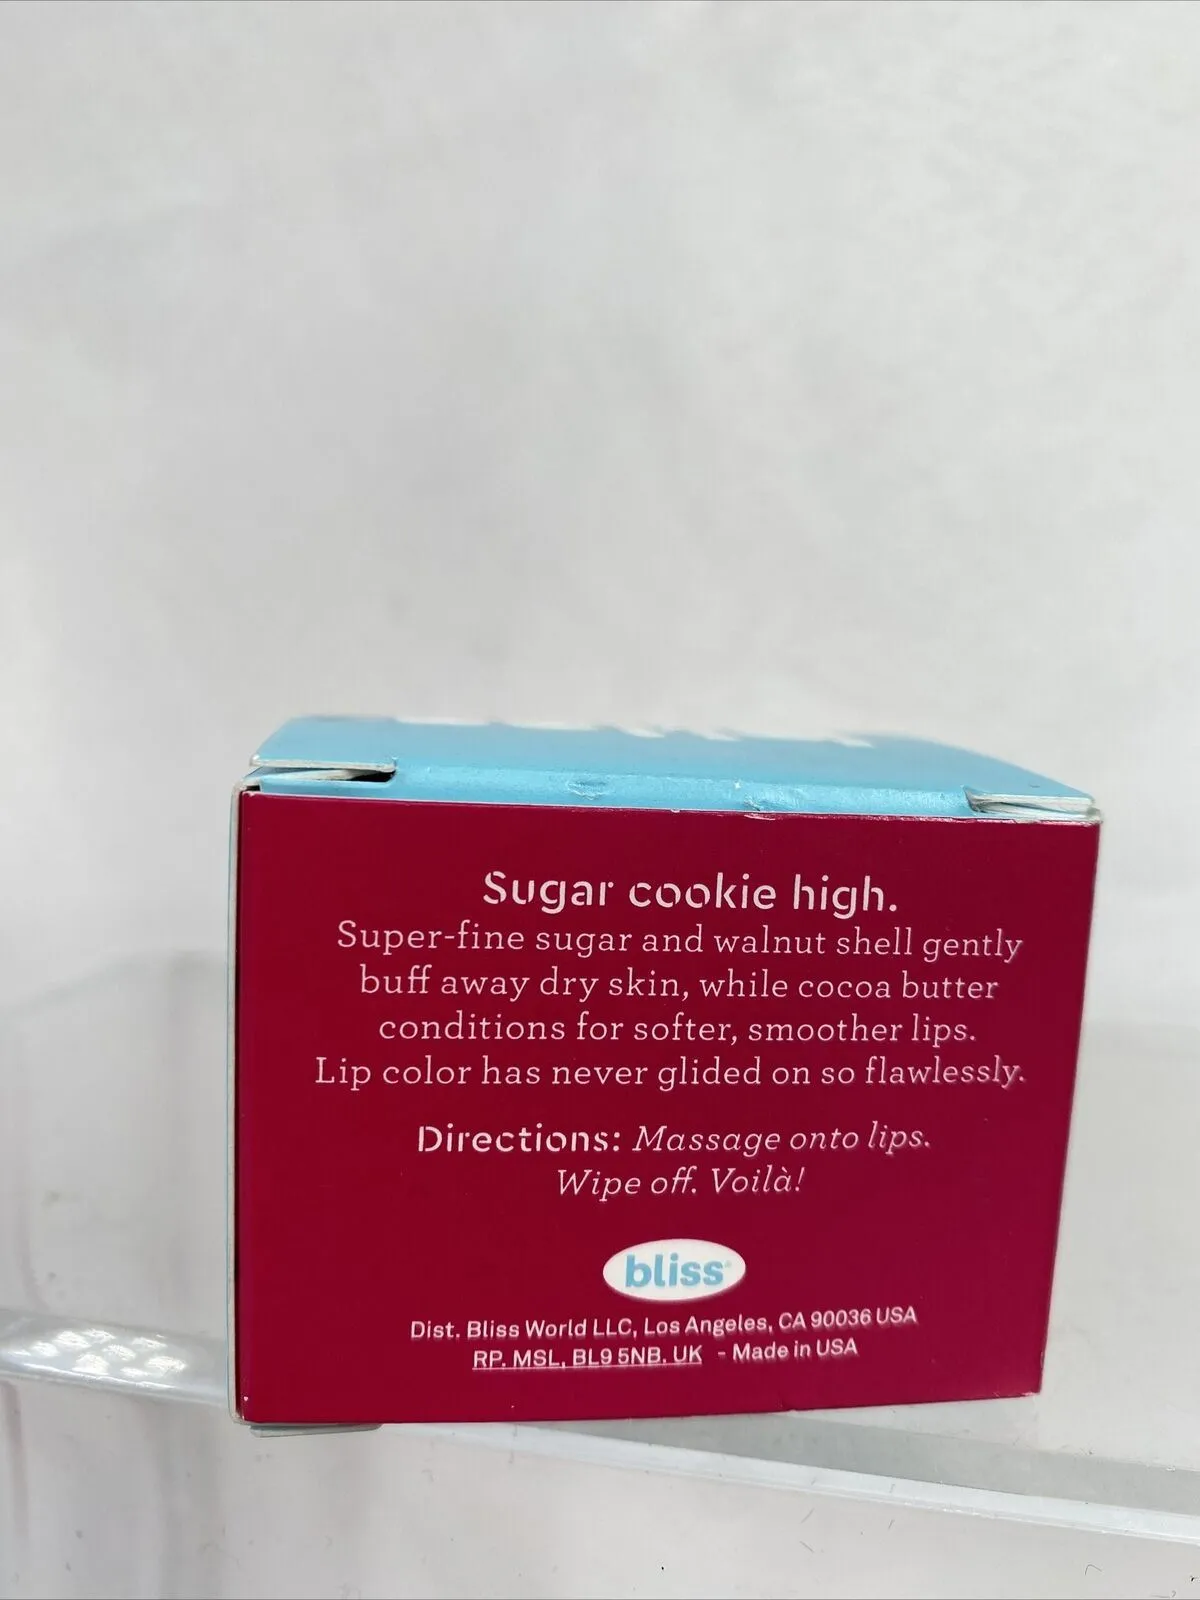 Sugar cookie high.
Super-fine sugar and walnut shell gently
buff away dry skin, while cocoa butter
conditions for softer, smoother lips.
Lip color has never glided on so flawlessly.
Directions: Massage onto lips.
Wipe off. Voilà!
bliss
Dist. Bliss World LLC, Los Angeles, CA 90036 USA
RP. MSL, BL9 5NB. UK - Made in USA